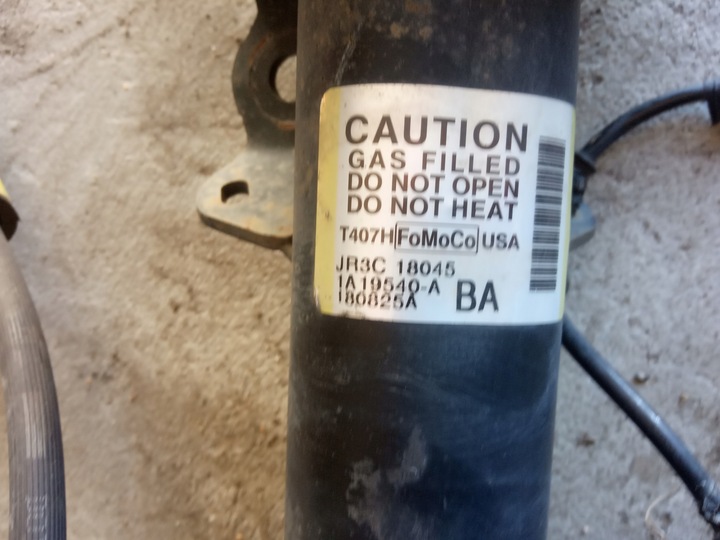 CAUTION
GAS FILLED
DO NOT OPEN
DO NOT HEAT
T407H FoMoCo USA
JR3C 18045
1A19540-A
180825A
BA